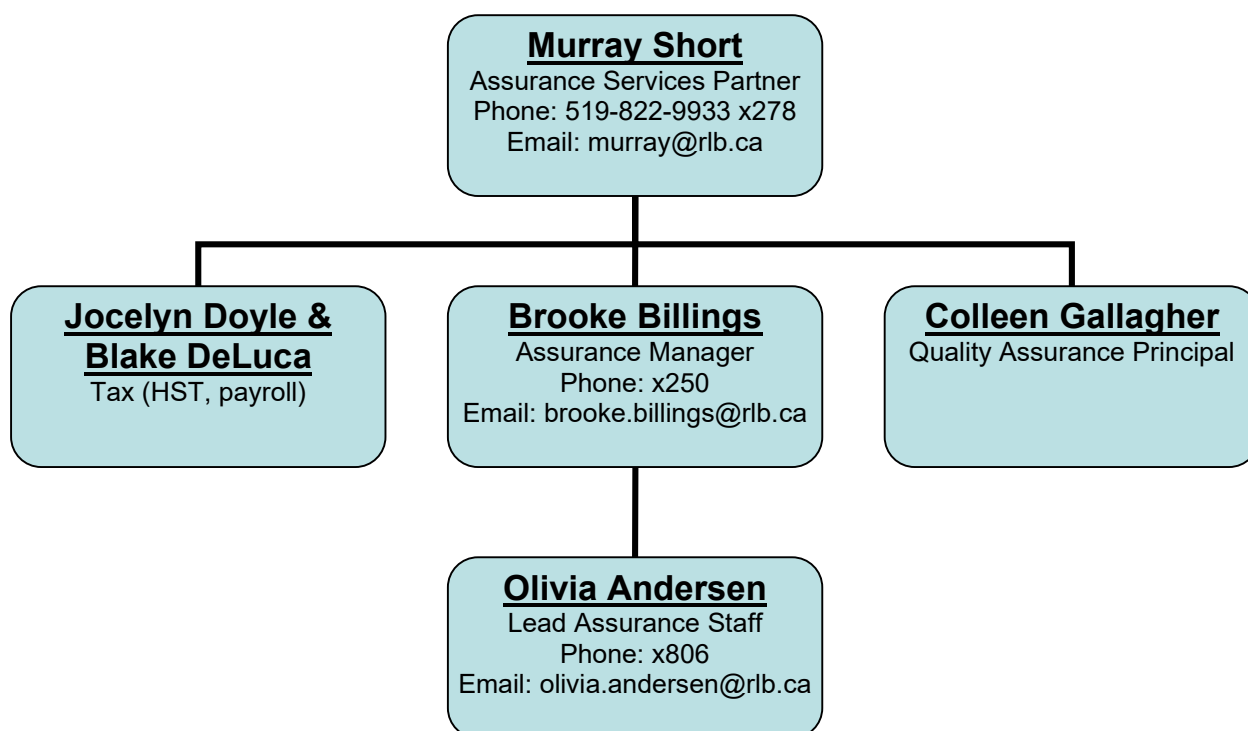 Murray Short
Assurance Services Partner
Phone: 519-822-9933 x278
Email: murray@rlb.ca
Jocelyn Doyle &
Blake DeLuca
Tax (HST, payroll)
Brooke Billings
Assurance Manager
Phone: x250
Email: brooke.billings@rlb.ca
Colleen Gallagher
Quality Assurance Principal
Olivia Andersen
Lead Assurance Staff
Phone: x806
Email: olivia.andersen@rlb.ca